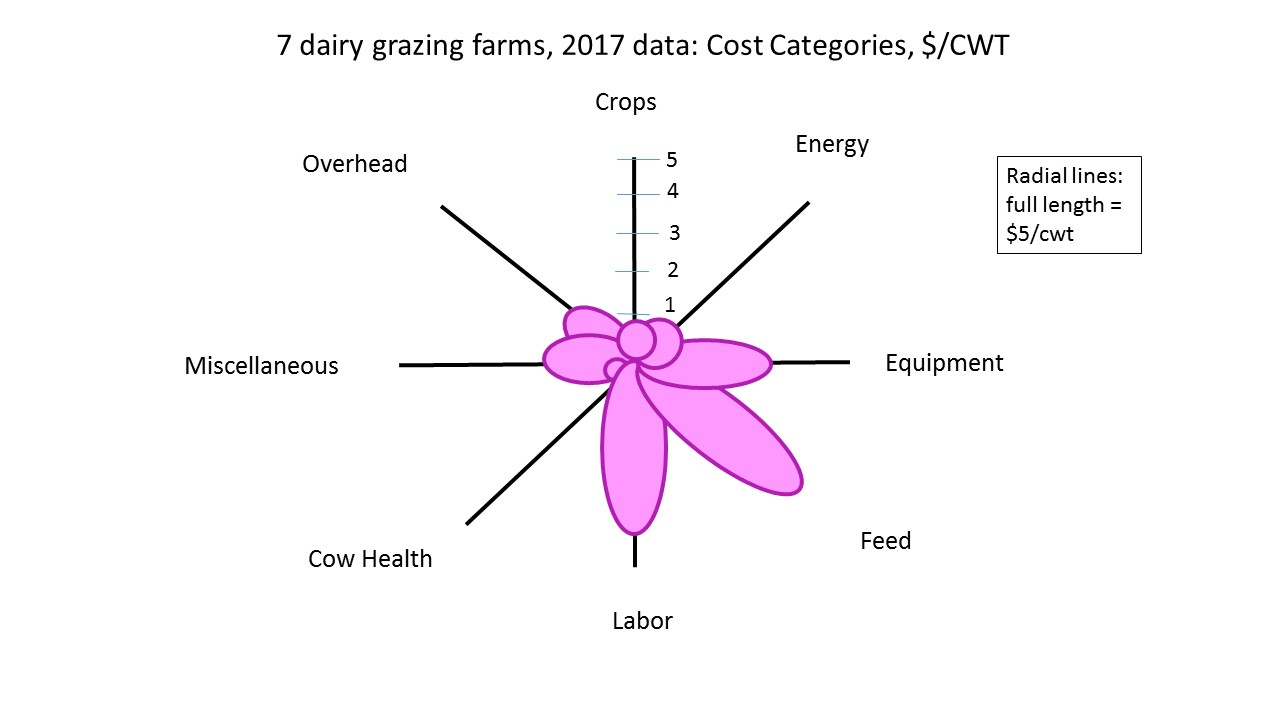 7 dairy grazing farms, 2017 data: Cost Categories, $/CWT
Crops
Energy
Overhead
5
4
3
2
1
Radial lines:
full length =
$5/cwt
Miscellaneous
Equipment
Feed
Cow Health
Labor